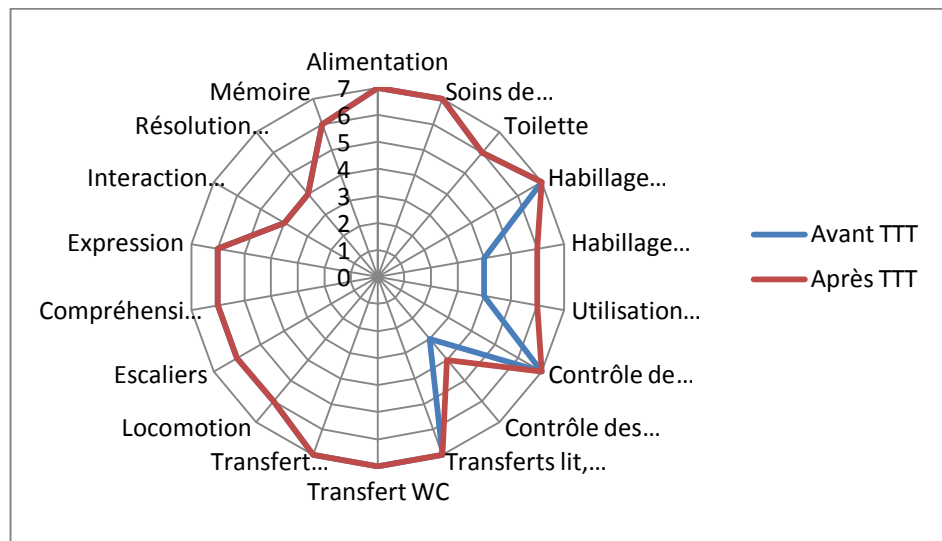 Alimentation
Soins de...
Toilette
Habillage...
Habillage...
Utilisation...
Contrôle de...
Contrôle des...
Transferts lit,...
Transfert WC
Transfert...
Locomotion
Escaliers
Compréhensi...
Expression
Interaction...
Résolution...
Mémoire
7
6
5
4
3
2
1
0
Avant TTT
Après TTT